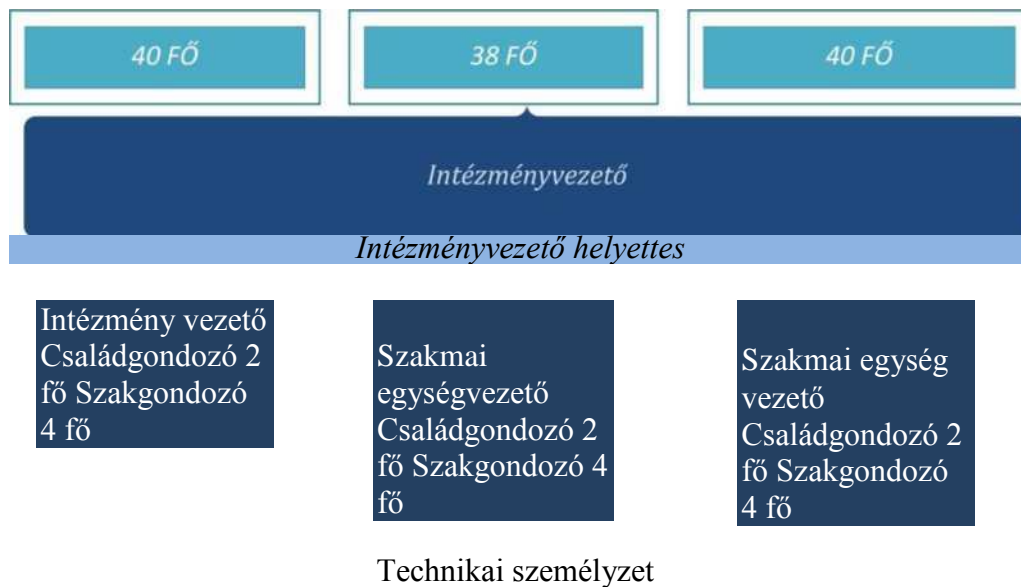 40 FŐ
38 FŐ
40 FŐ
Intézményvezető
Intézményvezető helyettes
Intézmény vezető
Családgondozó 2
fő Szakgondozó
4 fő
Szakmai
egységvezető
Családgondozó 2
fő Szakgondozó 4
fő
Szakmai egység
vezető
Családgondozó 2
fő Szakgondozó
4 fő
Technikai személyzet